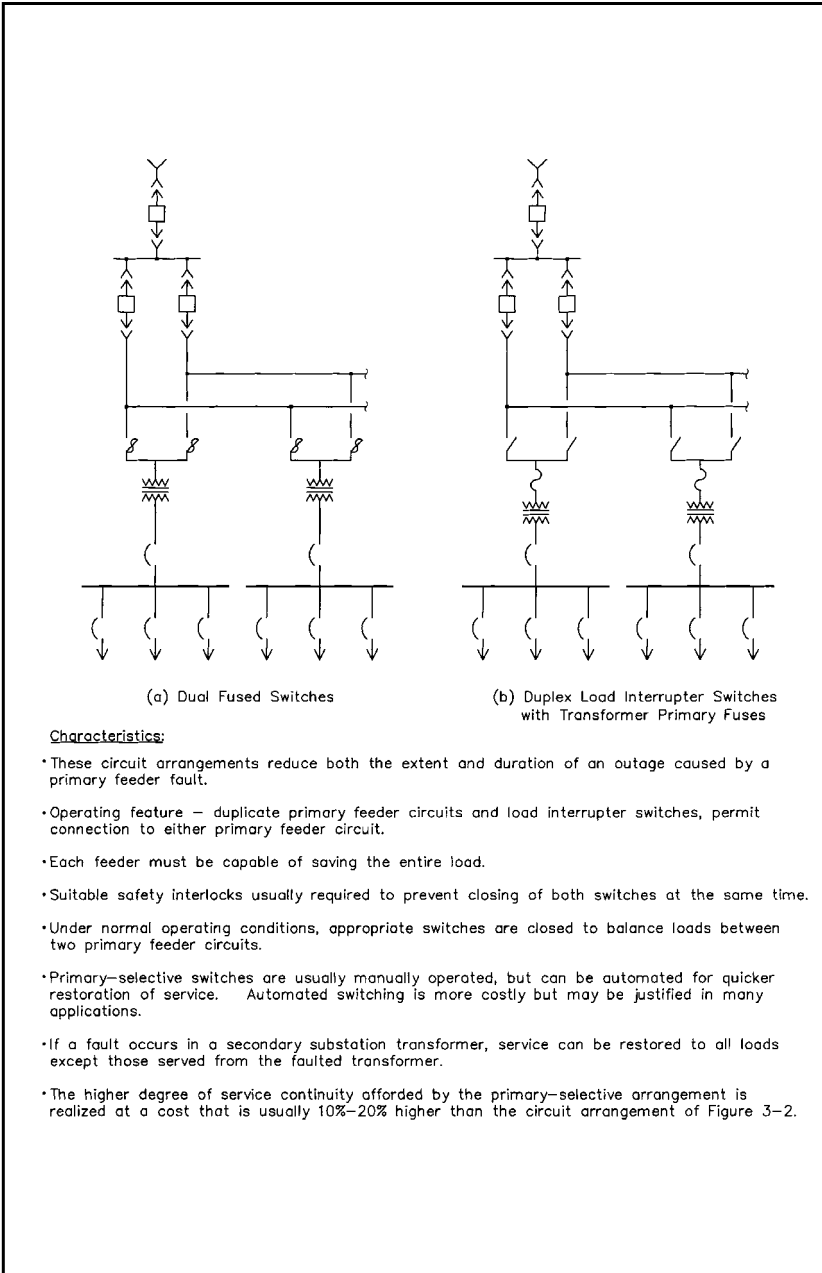 (a) Dual Fused Switches
(b) Duplex Load Interrupter Switches
with Transformer Primary Fuses
Characteristics:
•These circuit arrangements reduce both the extent and duration of an outage caused by a
primary feeder fault.
•Operating feature — duplicate primary feeder circuits and load interrupter switches, permit
connection to either primary feeder circuit.
•Each feeder must be capable of saving the entire load.
•Suitable safety interlocks usually required to prevent closing of both switches at the same time.
•Under normal operating conditions, appropriate switches are closed to balance loads between
two primary feeder circuits.
•Primary—selective switches are usually manually operated, but can be automated for quicker
restoration of service. Automated switching is more costly but may be justified in many
applications.
•If a fault occurs in a secondary substation transformer, service can be restored to all loads
except those served from the faulted transformer.
•The higher degree of service continuity afforded by the primary—selective arrangement is
realized at a cost that is usually 10%—20% higher than the circuit arrangement of Figure 3—2.